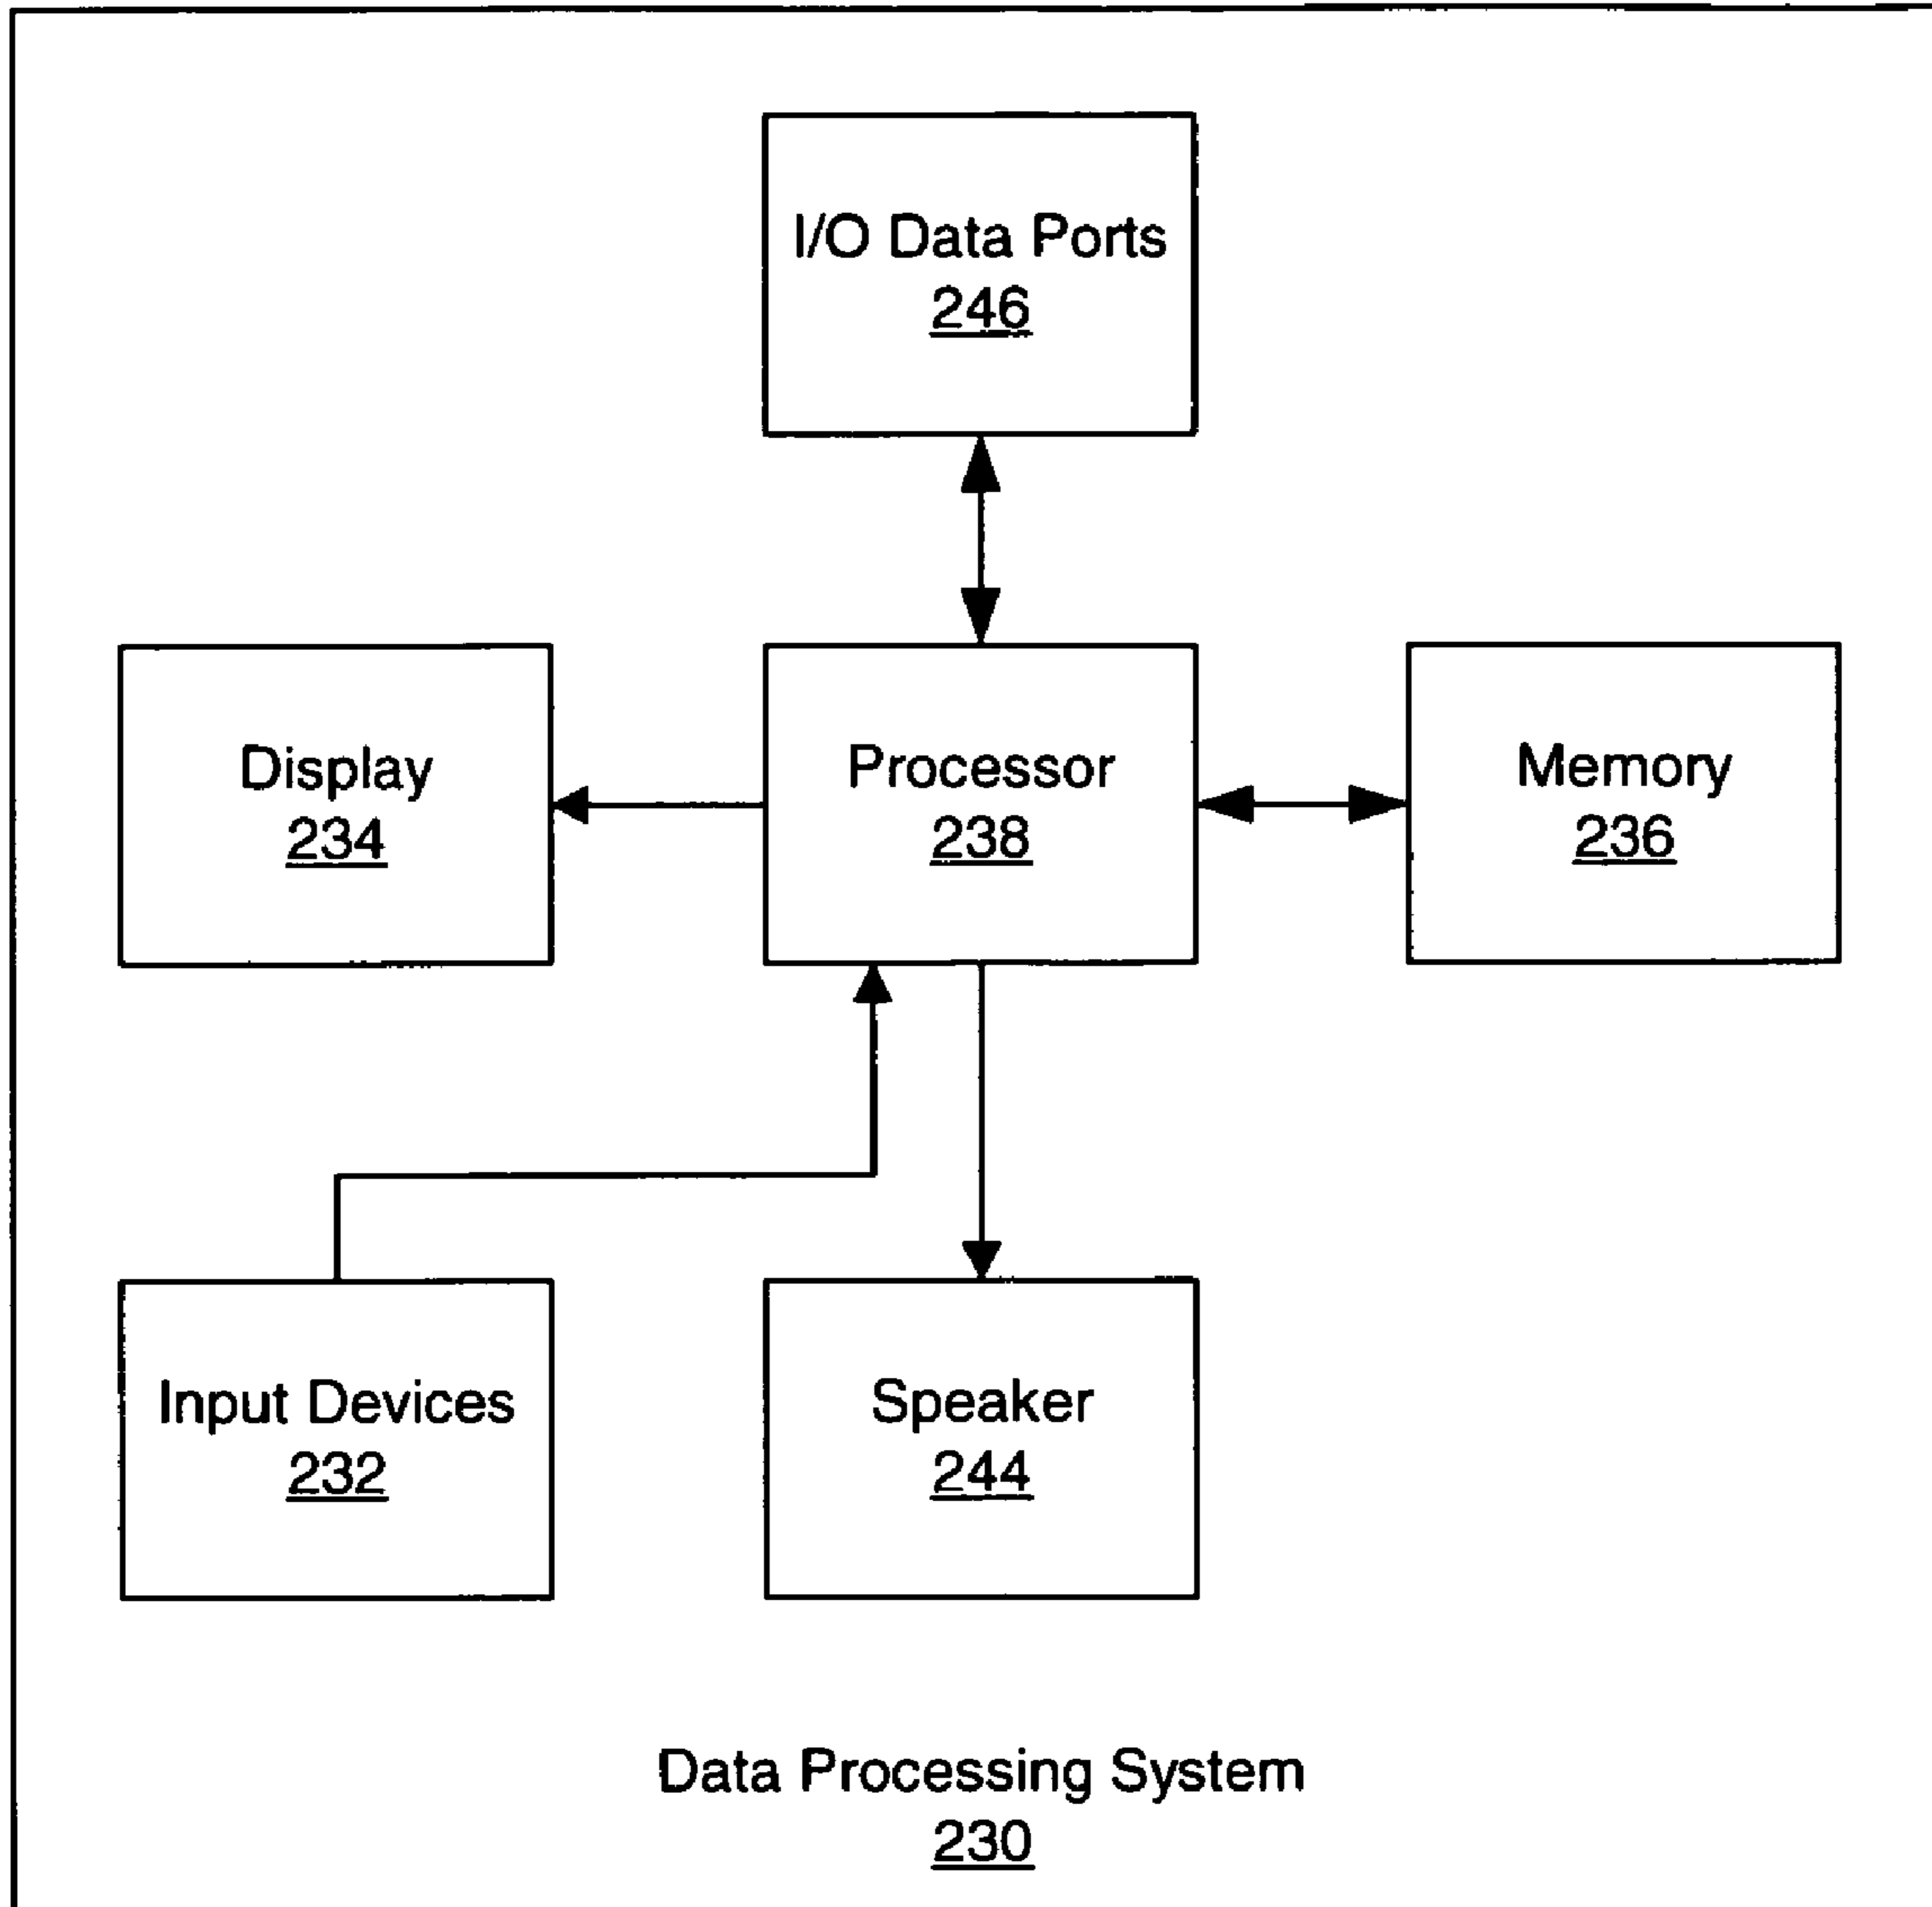 I/O Data Ports
246
Display
234
Processor
238
Memory
236
Input Devices
232
Speaker
244
Data Processing System
230